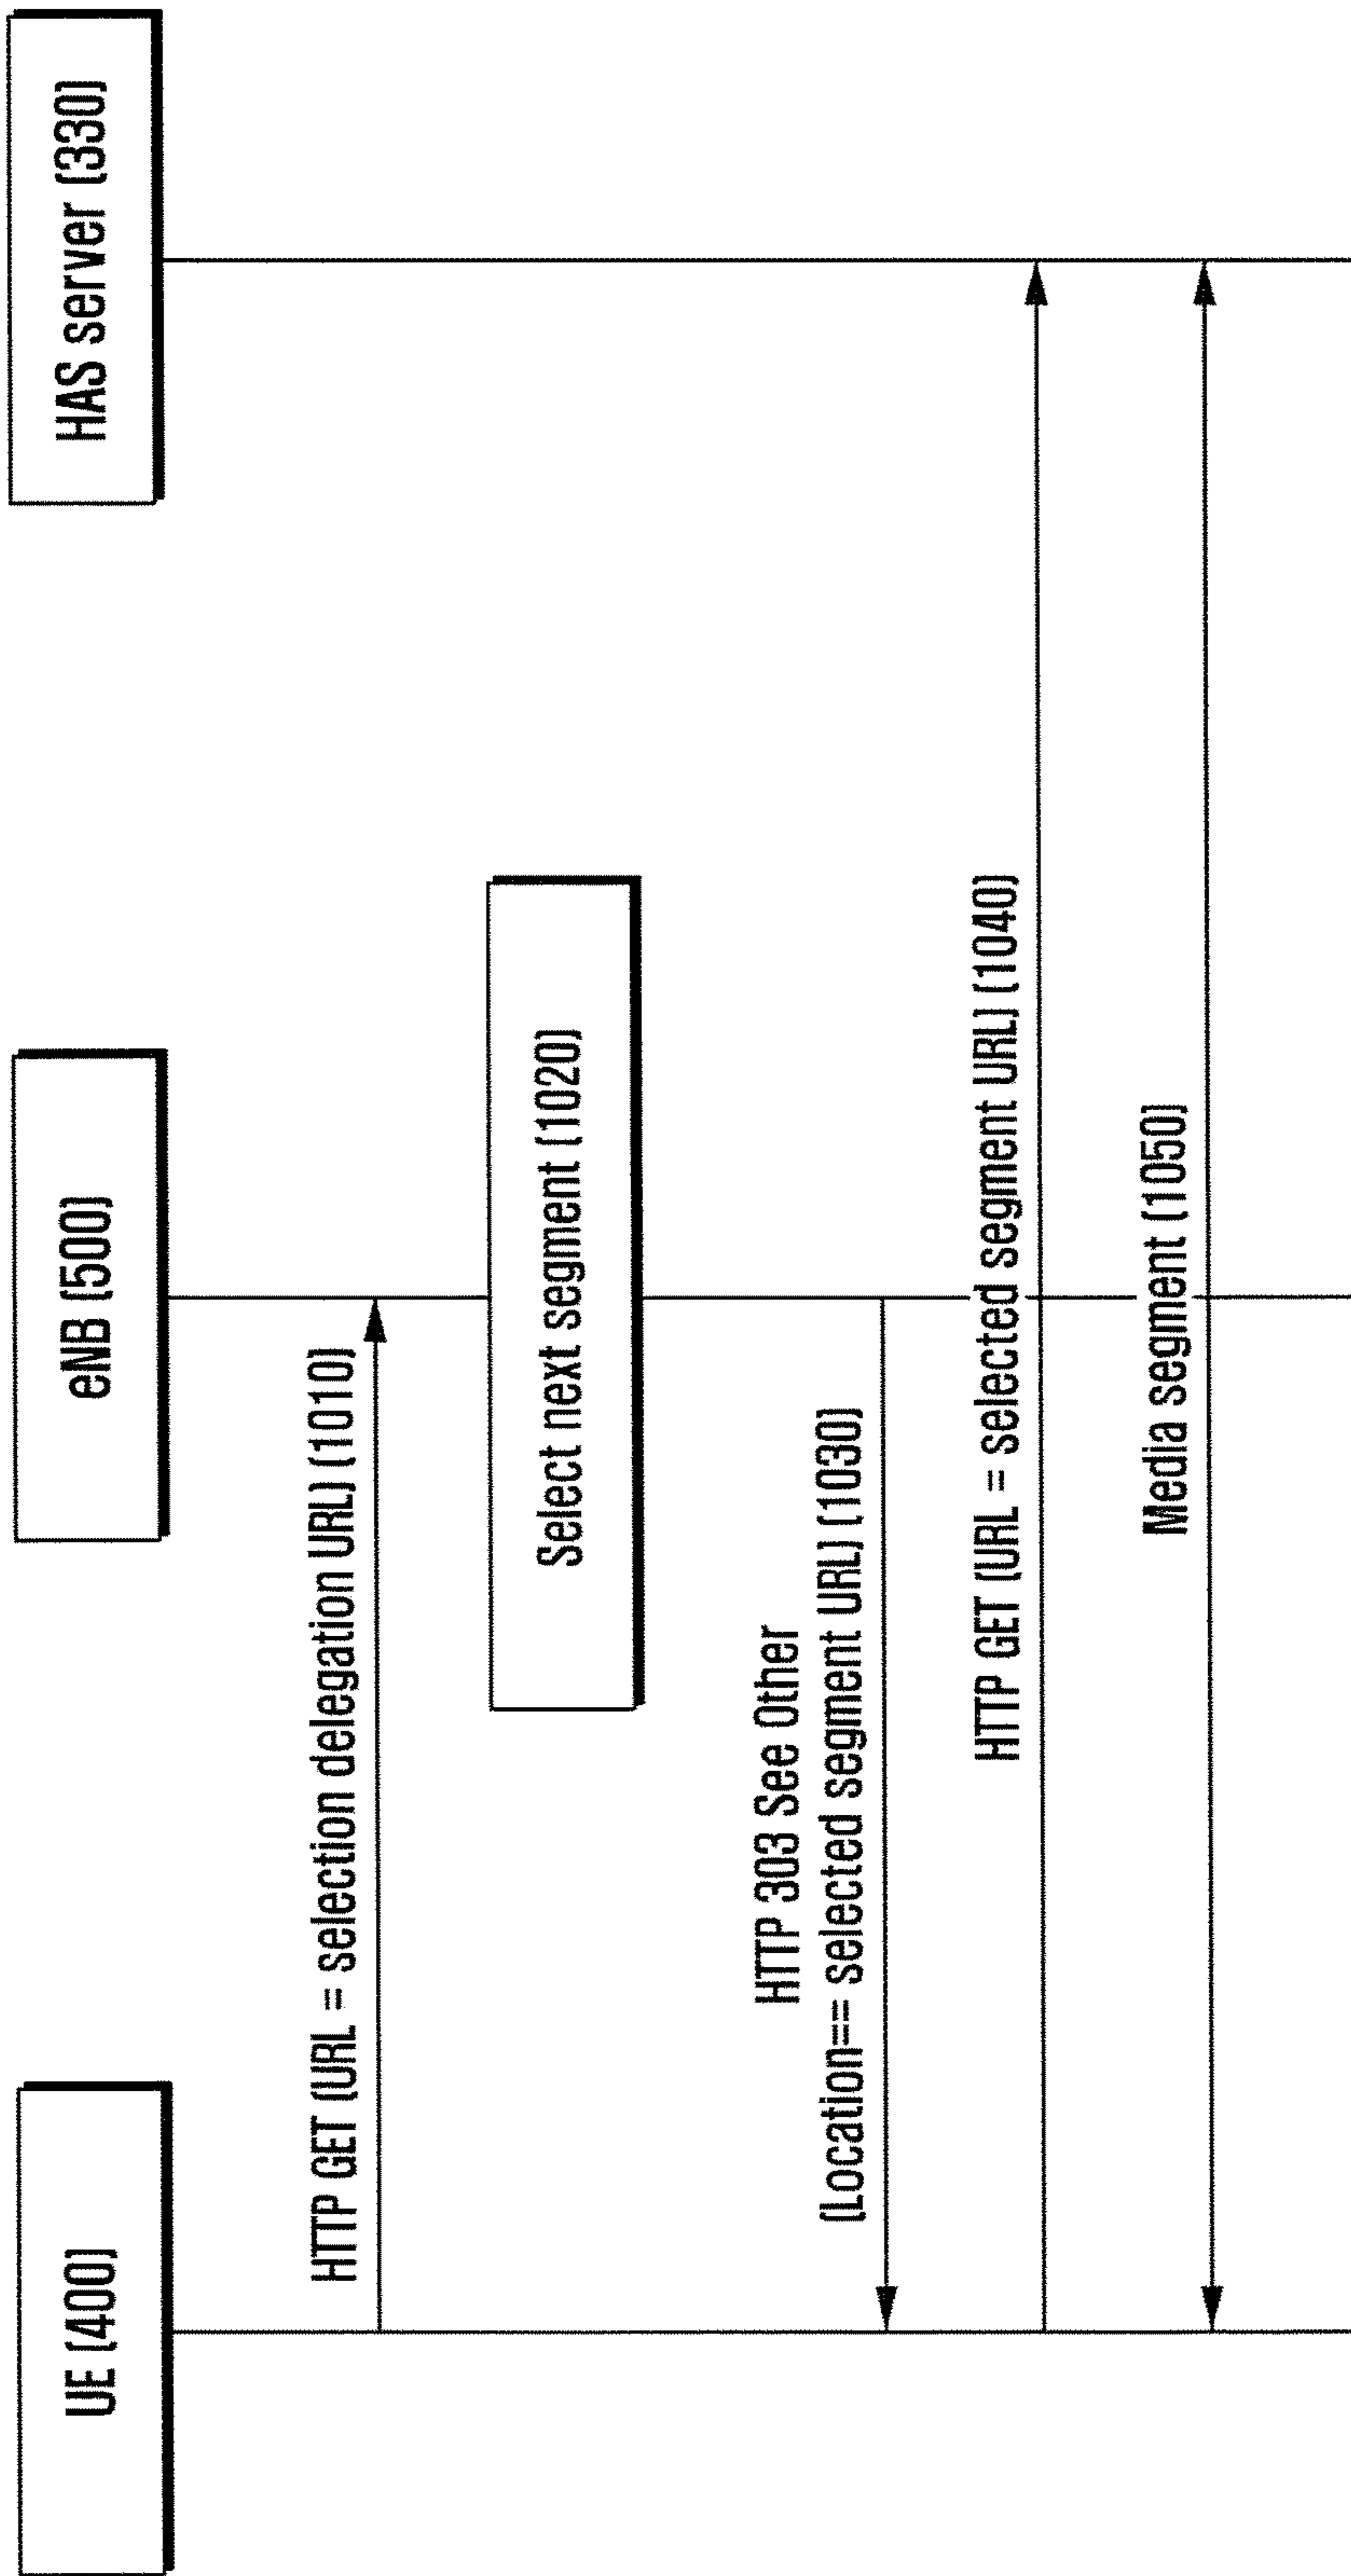 UE (400)
eNB (500)
HAS server (330)
HTTP GET (URL = selection delegation URL) (1010)
Select next segment (1020)
HTTP 303 See Other
(Location== selected segment URL) (1030)
HTTP GET (URL = selected segment URL) (1040)
Media segment (1050)